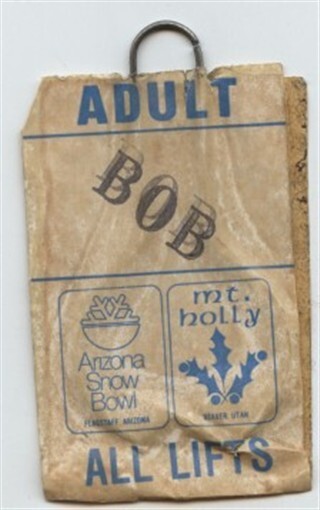 ADULT
BOB
Arizona
Snow
Bowl
FLAGSTAFF ARIZONA
mt.
holly
BEAVER UTAH
ALL LIFTS